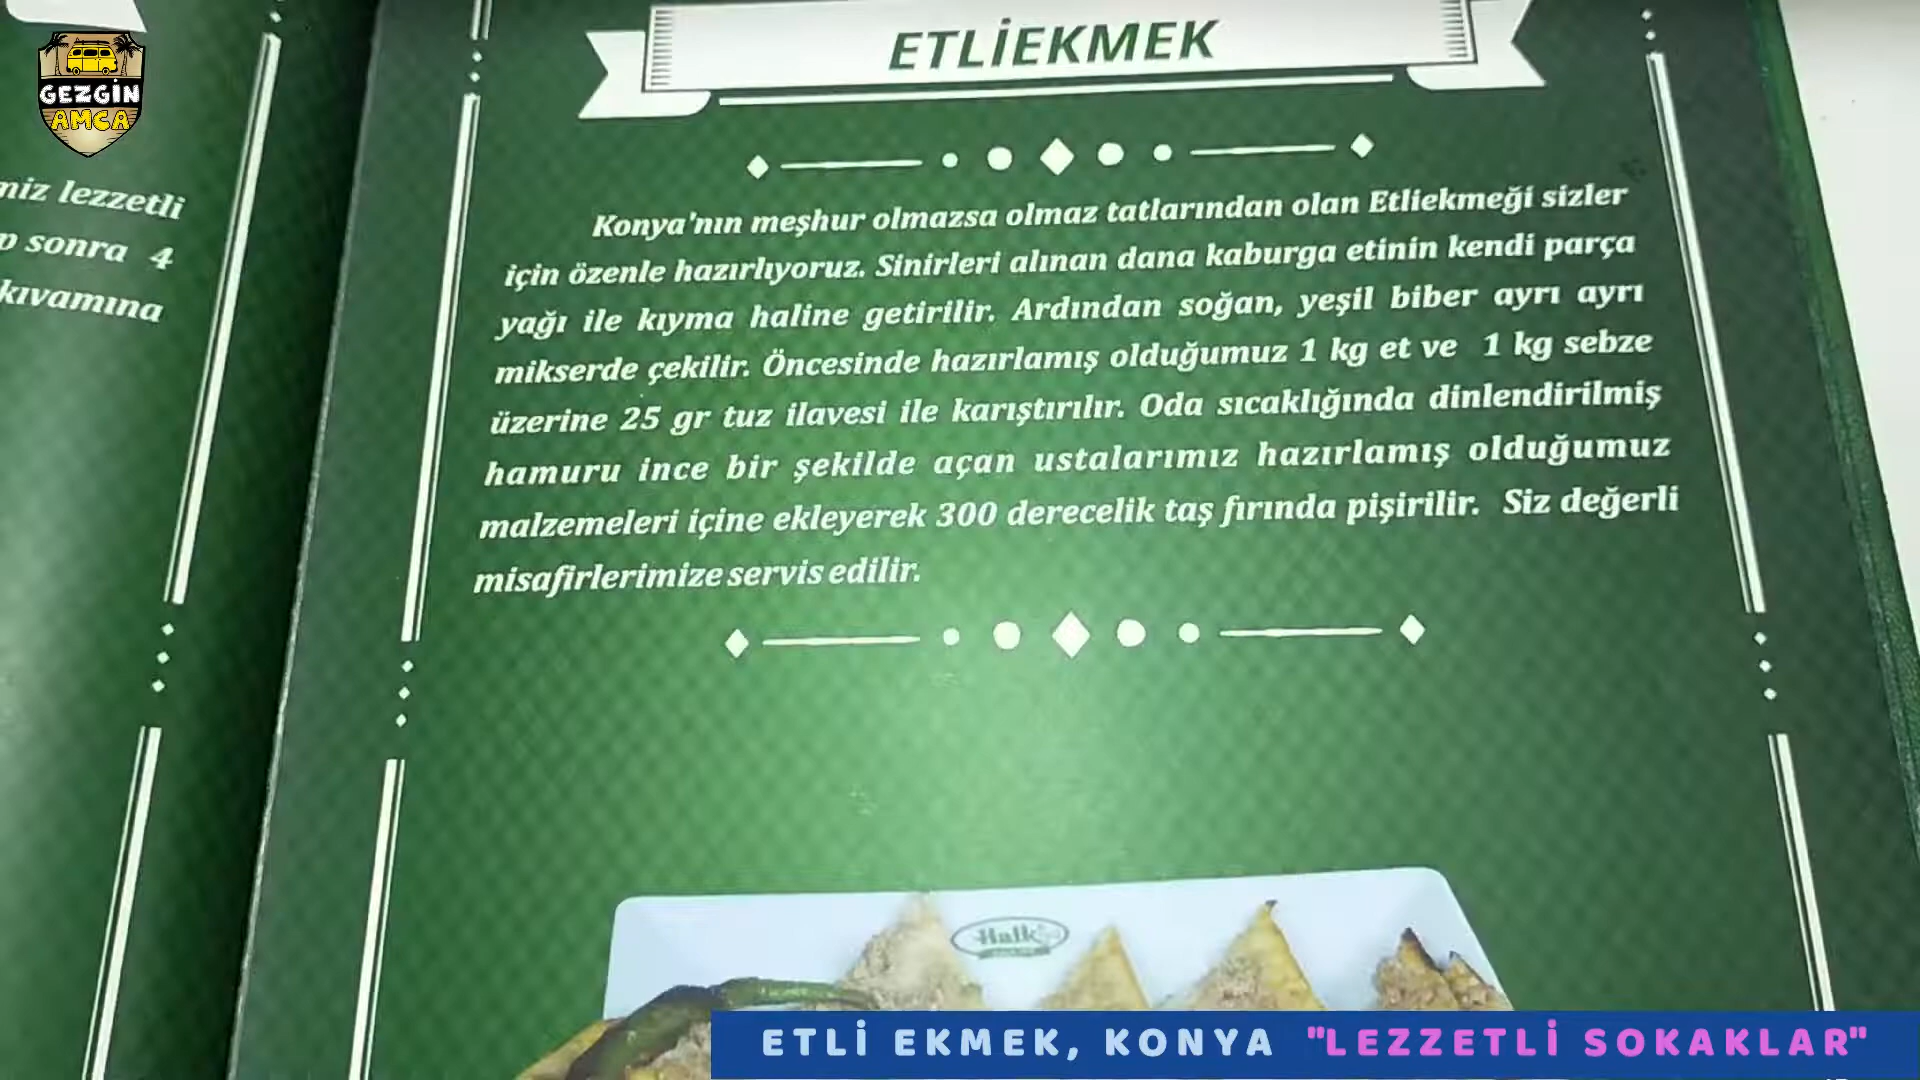 GEZGİN
AMCA
miz lezzetli
sonra 4
kıvamına
ETLİEKMEK
Konya'nın meşhur olmazsa olmaz tatlarından olan Etliekmeği sizler
için özenle hazırlıyoruz. Sinirleri alınan dana kaburga etinin kendi parça
yağı ile kıyma haline getirilir. Ardından soğan, yeşil biber ayrı ayrı
mikserde çekilir. Öncesinde hazırlamış olduğumuz 1 kg et ve 1 kg sebze
üzerine 25 gr tuz ilavesi ile karıştırılır. Oda sıcaklığında dinlendirilmiş
hamuru ince bir şekilde açan ustalarımız hazırlamış olduğumuz
malzemeleri içine ekleyerek 300 derecelik taş fırında pişirilir. Siz değerli
misafirlerimize servis edilir.
Halk
ETLİ EKMEK, KONYA "LEZZETLİ SOKAKLAR"